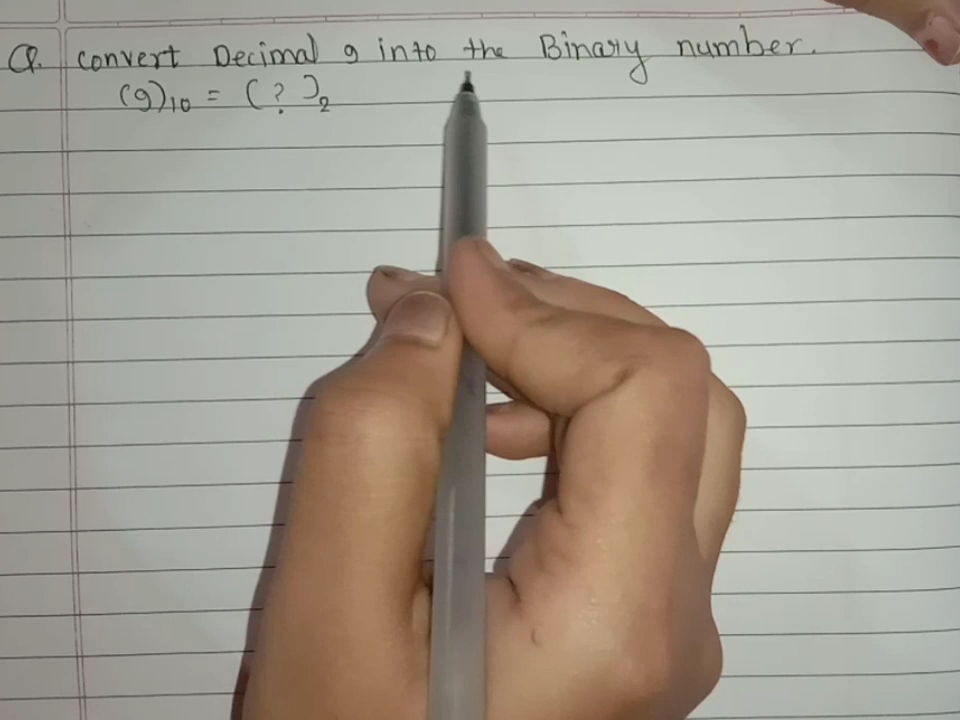 Q. convert Decimal 9 into the Binary number.
(9)₁₀ = ( ? )₂